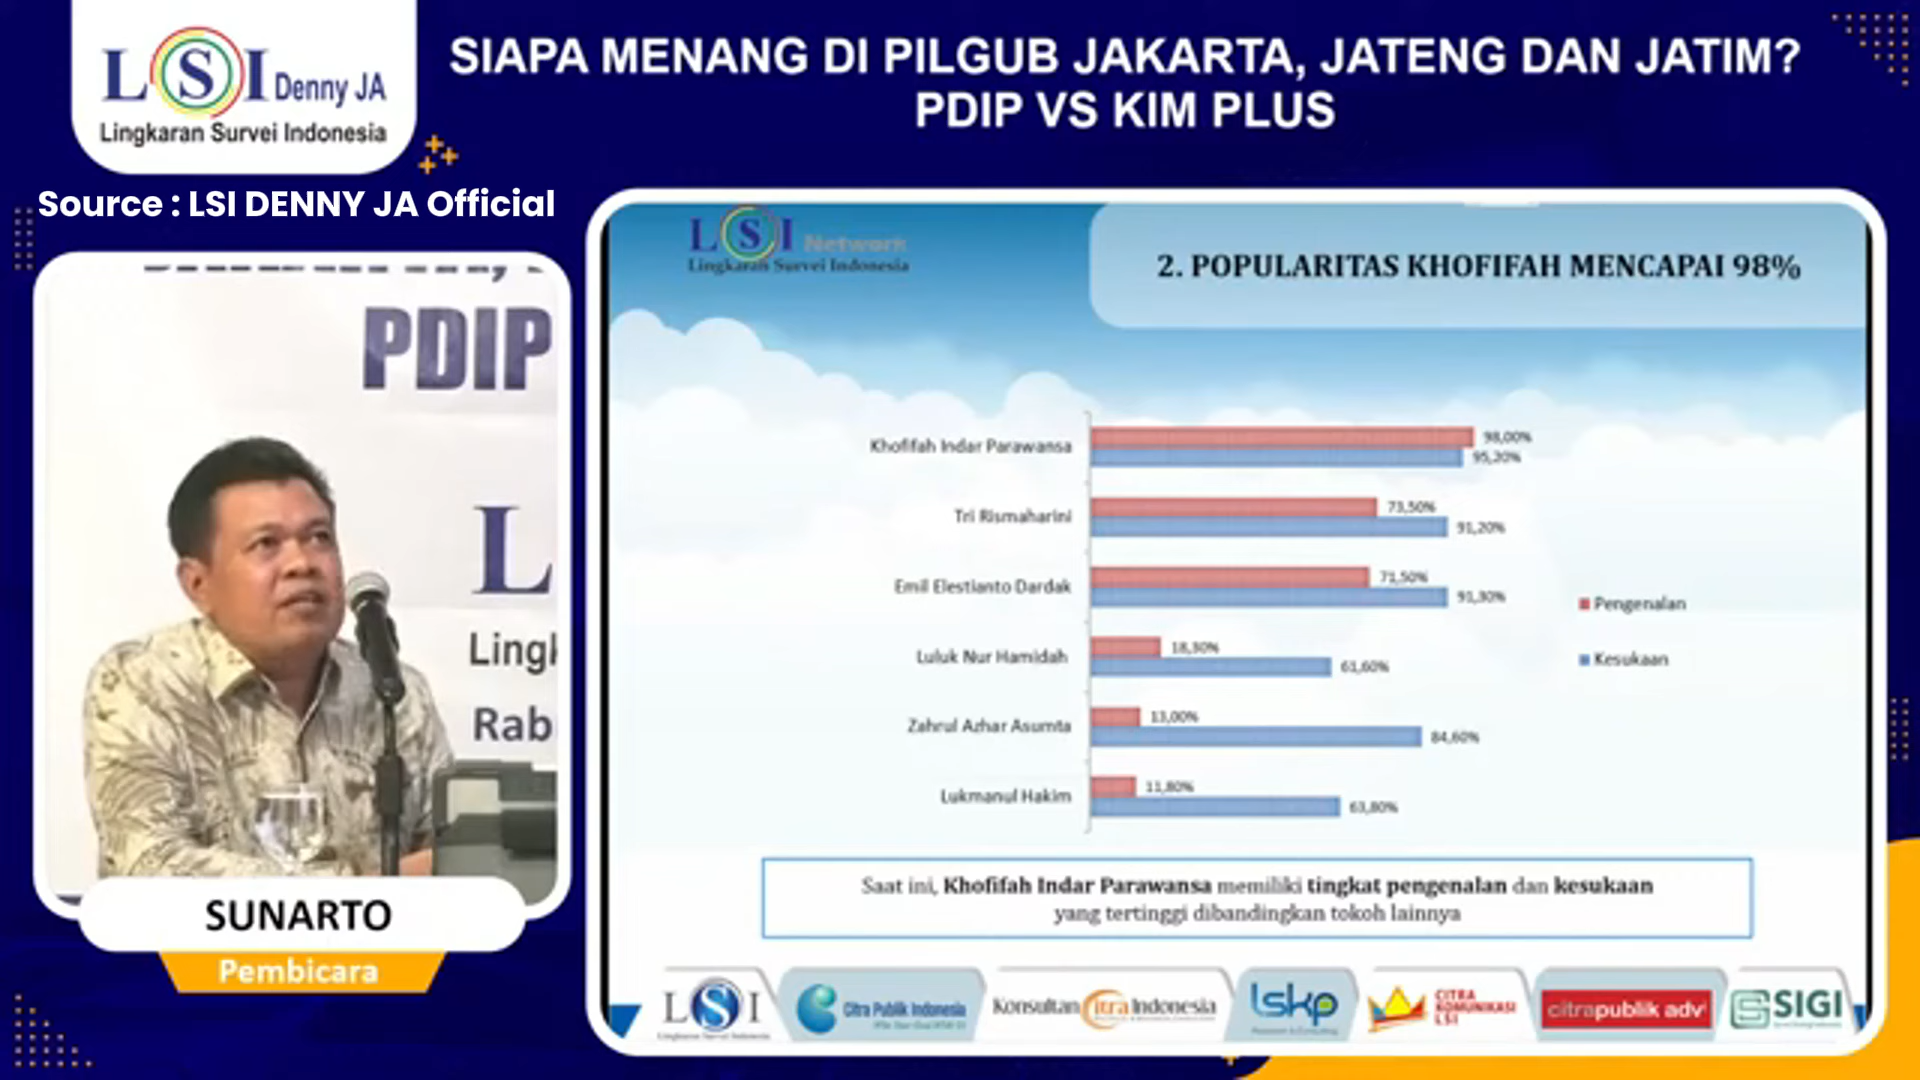 LSI Denny JA
Lingkaran Survei Indonesia
SIAPA MENANG DI PILGUB JAKARTA, JATENG DAN JATIM?
PDIP VS KIM PLUS
Source : LSI DENNY JA Official
PDIP
L
Rab
SUNARTO
Pembicara
LSI Network
Lingkaran Survei Indonesia
2. POPULARITAS KHOFIFAH MENCAPAI 98%
Khofifah Indar Parawansa 98,00%
95,20%
Tri Rismaharini 73,50%
91,20%
Emil Elestianto Dardak 71,50%
91,30%
Luluk Nur Hamidah 18,30%
61,60%
Zahrul Azhar Asumta 13,00%
84,60%
Lukmanul Hakim 11,80%
63,80%
Pengenalan
Kesukaan
Saat ini, Khofifah Indar Parawansa memiliki tingkat pengenalan dan kesukaan
yang tertinggi dibandingkan tokoh lainnya
LSI
Lingkaran Survei Indonesia
Citra Publik Indonesia
Konsultan Citra Indonesia
lskp
CITRA
KOMUNIKASI
LSI
citrapublik adv
SIGI